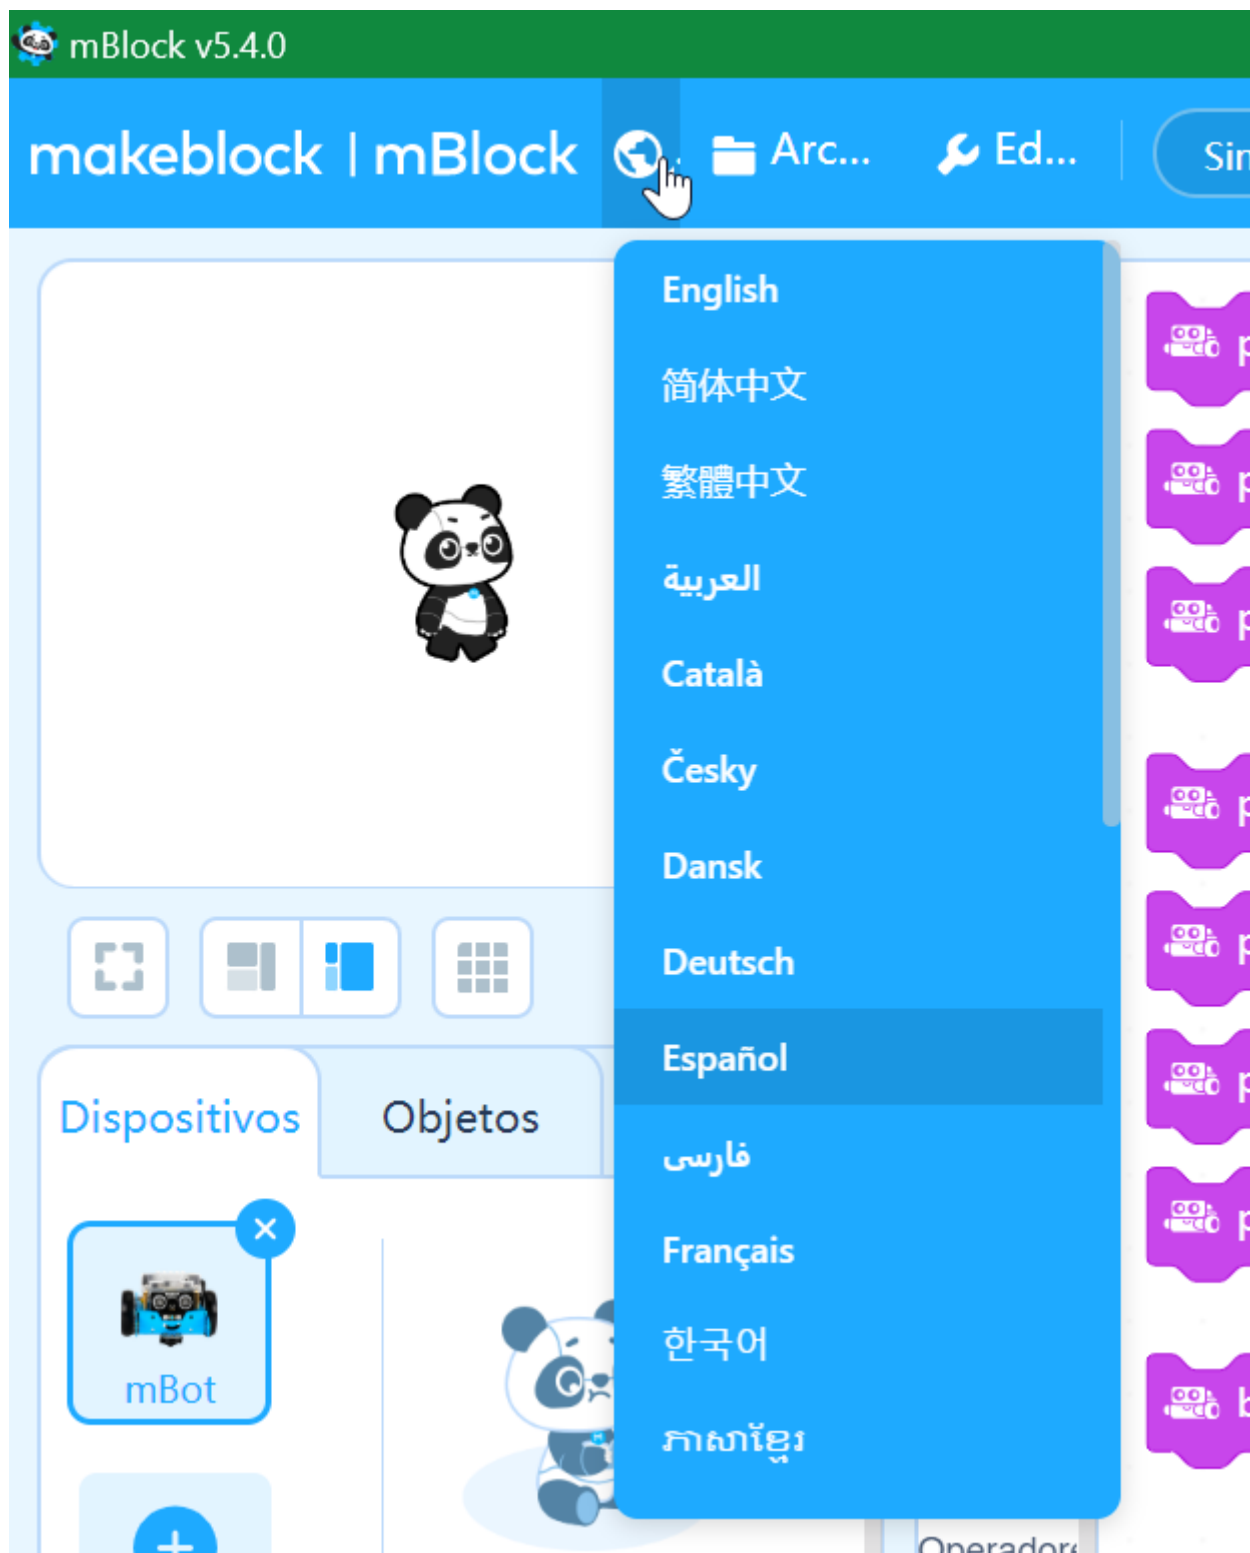 mBlock v5.4.0
makeblock | mBlock
Arc...
Ed...
English
简体中文
繁體中文
العربية
Català
Česky
Dansk
Deutsch
Español
فارسی
Français
한국어
ភាសាខ្មែរ
Dispositivos
Objetos
mBot